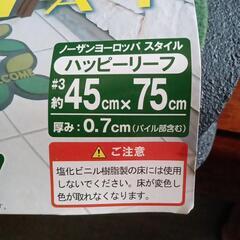 ノーザンヨーロッパ スタイル
ハッピーリーフ
#3
約45cm×75cm
厚み:0.7cm(パイル部含む)
⚠ご注意
塩化ビニル樹脂製の床には使用
しないでください。床が変色し
色が取れなくなります。
COME